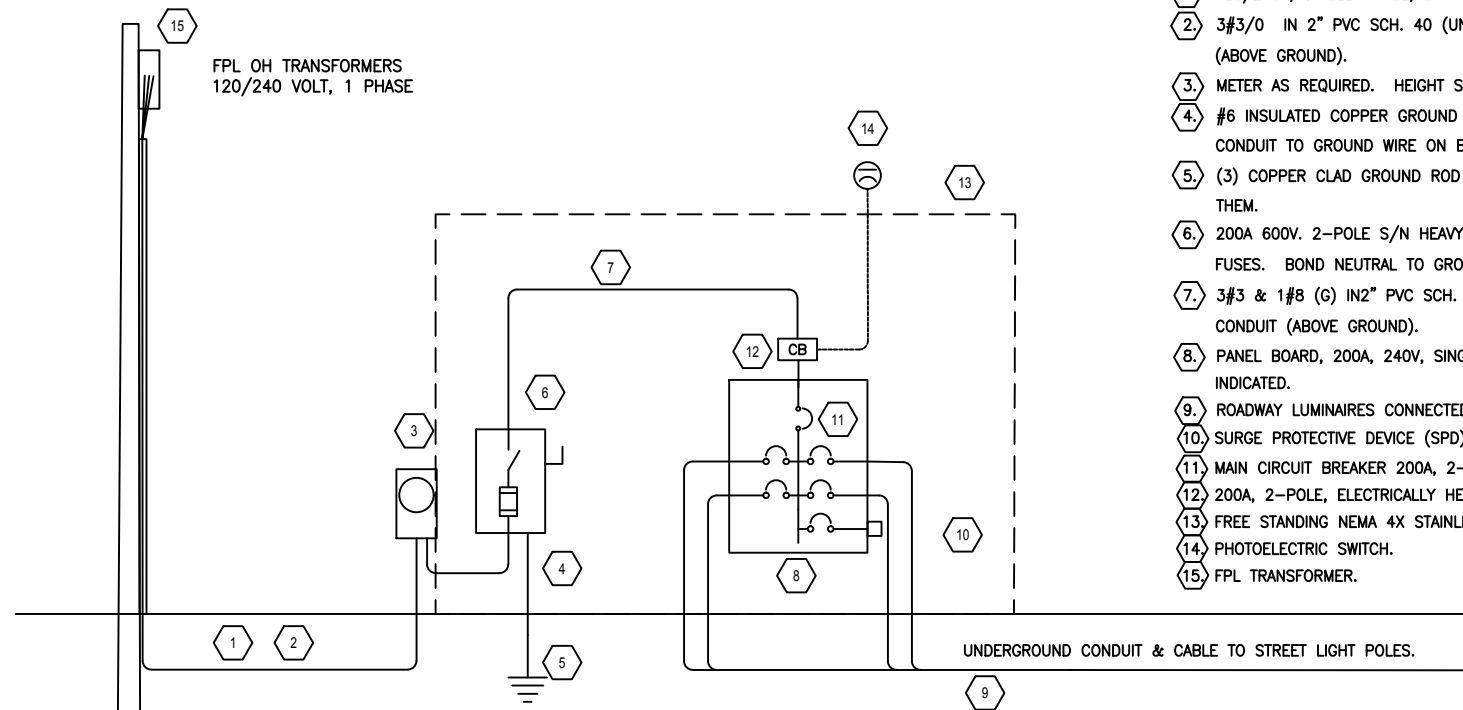 15
FPL OH TRANSFORMERS
120/240 VOLT, 1 PHASE
14
13
7
12
CB
6
11
3
10
4
8
1
2
5
UNDERGROUND CONDUIT & CABLE TO STREET LIGHT POLES.
9
2. 3#3/0 IN 2" PVC SCH. 40
(ABOVE GROUND).
3. METER AS REQUIRED. HEIGHT
4. #6 INSULATED COPPER GROUND
CONDUIT TO GROUND WIRE ON
5. (3) COPPER CLAD GROUND ROD
THEM.
6. 200A 600V. 2-POLE S/N HEAVY
FUSES. BOND NEUTRAL TO
7. 3#3 & 1#8 (G) IN2" PVC SCH.
CONDUIT (ABOVE GROUND).
8. PANEL BOARD, 200A, 240V,
INDICATED.
9. ROADWAY LUMINAIRES
10. SURGE PROTECTIVE DEVICE (SPD)
11. MAIN CIRCUIT BREAKER 200A, 2-
12. 200A, 2-POLE, ELECTRICALLY
13. FREE STANDING NEMA 4X
14. PHOTOELECTRIC SWITCH.
15. FPL TRANSFORMER.